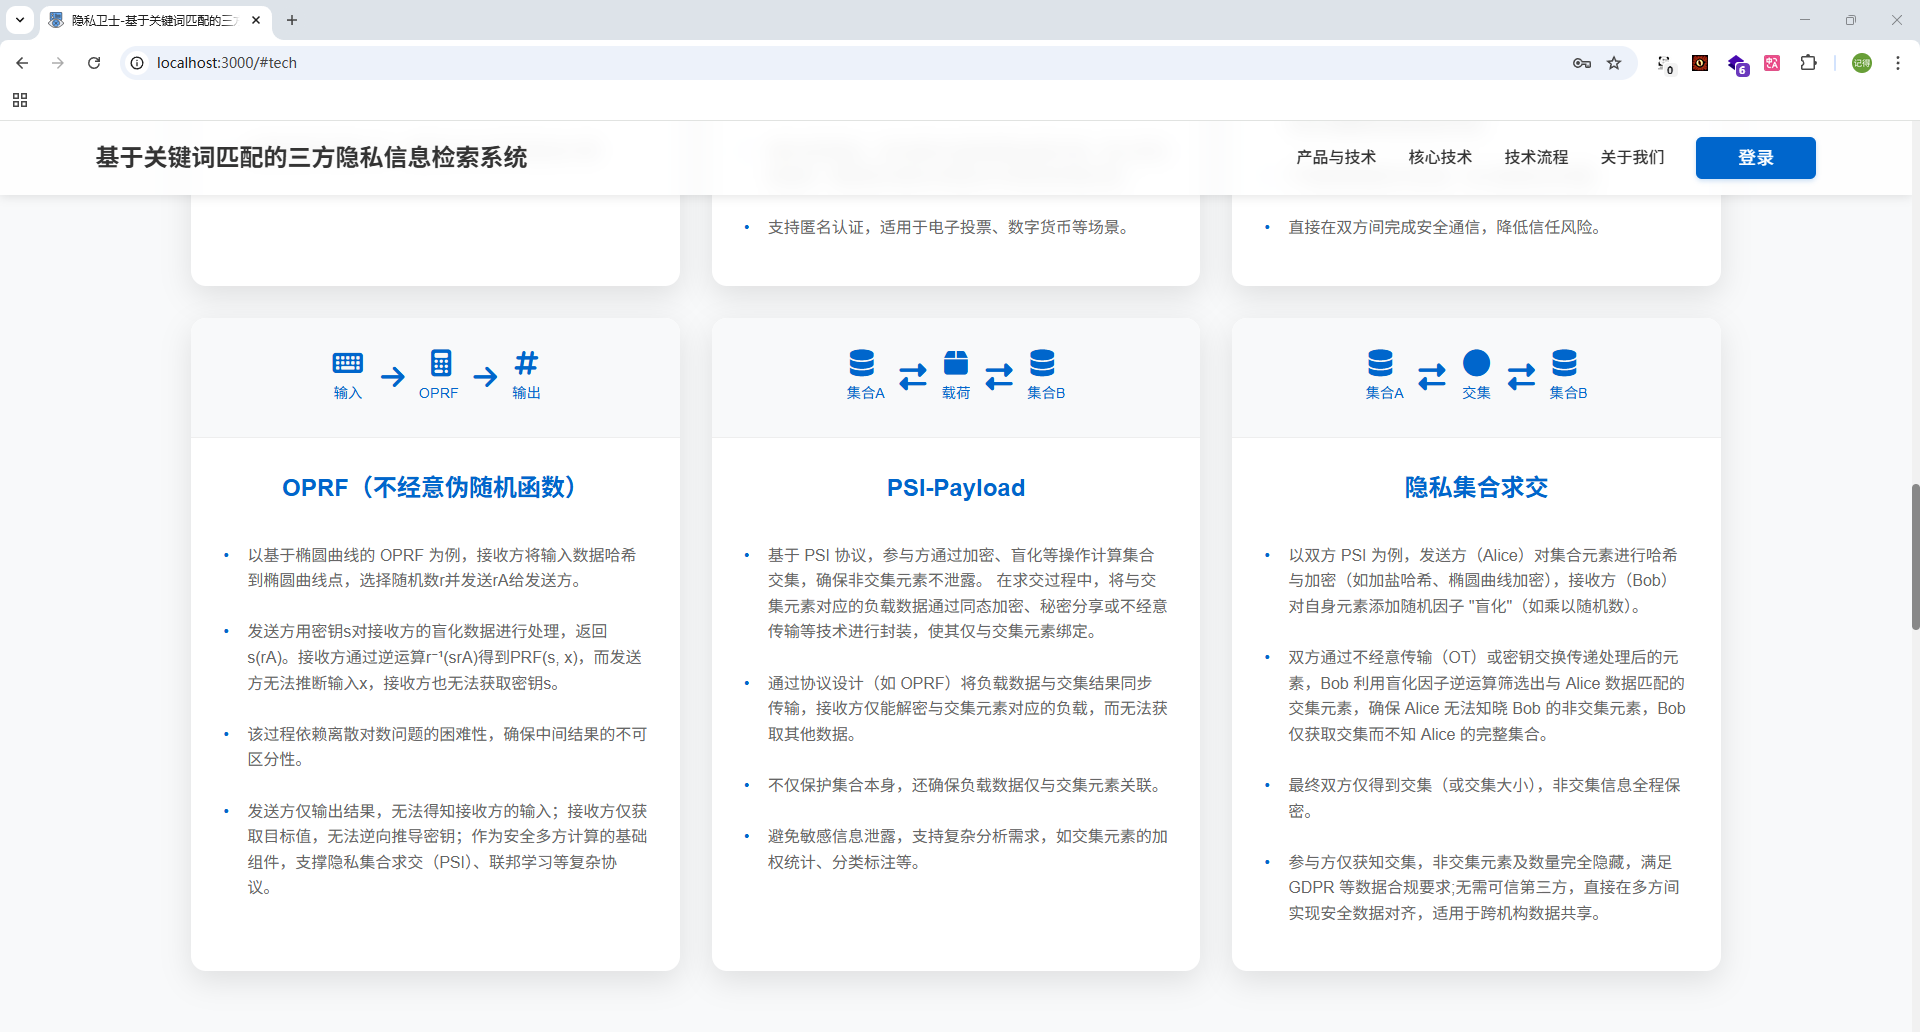 隐私卫士-基于关键词匹配的三方
localhost:3000/#tech
0
6
记得
基于关键词匹配的三方隐私信息检索系统
产品与技术
核心技术
技术流程
关于我们
登录
• 支持匿名认证，适用于电子投票、数字货币等场景。
• 直接在双方间完成安全通信，降低信任风险。
输入
OPRF
输出
OPRF（不经意伪随机函数）
• 以基于椭圆曲线的 OPRF 为例，接收方将输入数据哈希
到椭圆曲线点，选择随机数r并发送rA给发送方。
• 发送方用密钥s对接收方的盲化数据进行处理，返回
s(rA)。接收方通过逆运算r⁻¹(srA)得到PRF(s, x)，而发送
方无法推断输入x，接收方也无法获取密钥s。
• 该过程依赖离散对数问题的困难性，确保中间结果的不可
区分性。
• 发送方仅输出结果，无法得知接收方的输入；接收方仅获
取目标值，无法逆向推导密钥；作为安全多方计算的基础
组件，支撑隐私集合求交（PSI）、联邦学习等复杂协
议。
集合A
载荷
集合B
PSI-Payload
• 基于 PSI 协议，参与方通过加密、盲化等操作计算集合
交集，确保非交集元素不泄露。 在求交过程中，将与交
集元素对应的负载数据通过同态加密、秘密分享或不经意
传输等技术进行封装，使其仅与交集元素绑定。
• 通过协议设计（如 OPRF）将负载数据与交集结果同步
传输，接收方仅能解密与交集元素对应的负载，而无法获
取其他数据。
• 不仅保护集合本身，还确保负载数据仅与交集元素关联。
• 避免敏感信息泄露，支持复杂分析需求，如交集元素的加
权统计、分类标注等。
集合A
交集
集合B
隐私集合求交
• 以双方 PSI 为例，发送方（Alice）对集合元素进行哈希
与加密（如加盐哈希、椭圆曲线加密），接收方（Bob）
对自身元素添加随机因子 "盲化"（如乘以随机数）。
• 双方通过不经意传输（OT）或密钥交换传递处理后的元
素，Bob 利用盲化因子逆运算筛选出与 Alice 数据匹配的
交集元素，确保 Alice 无法知晓 Bob 的非交集元素，Bob
仅获取交集而不知 Alice 的完整集合。
• 最终双方仅得到交集（或交集大小），非交集信息全程保
密。
• 参与方仅获知交集，非交集元素及数量完全隐藏，满足
GDPR 等数据合规要求;无需可信第三方，直接在多方间
实现安全数据对齐，适用于跨机构数据共享。